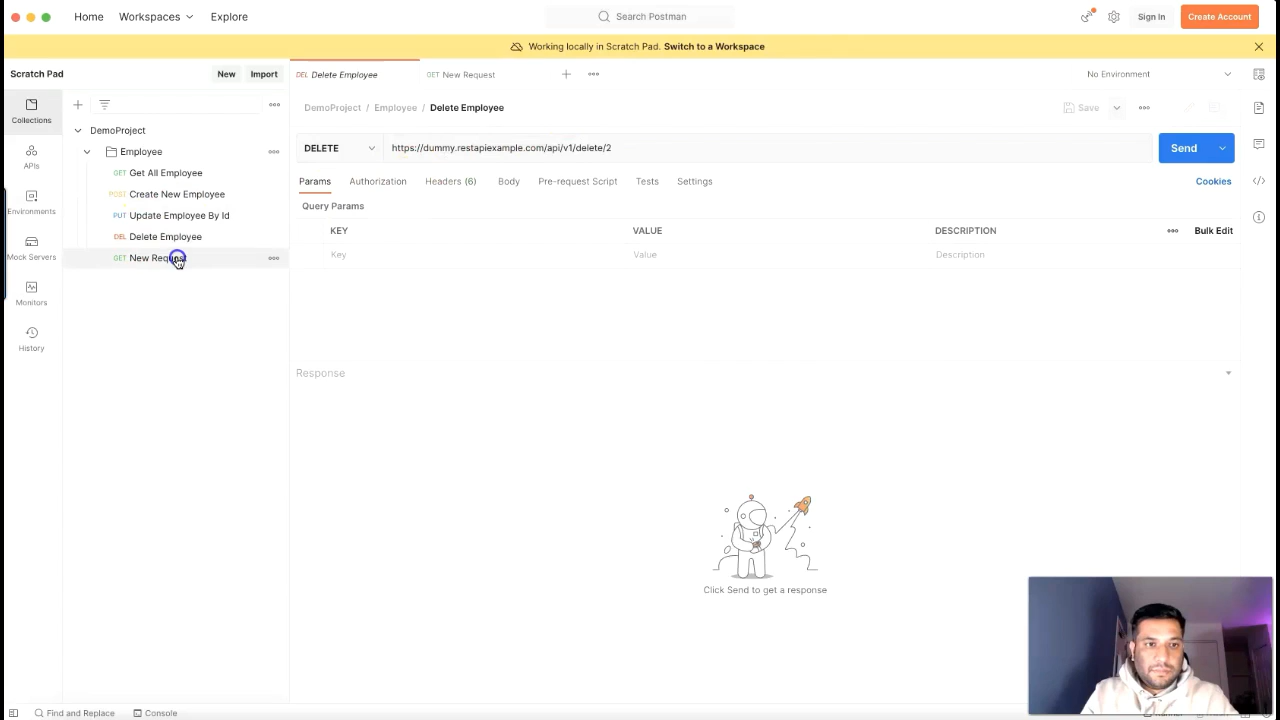 Home
Workspaces
Explore
Search Postman
Sign In
Create Account
Working locally in Scratch Pad. Switch to a Workspace
Scratch Pad
New
Import
DEL Delete Employee
GET New Request
No Environment
Collections
APIs
Environments
Mock Servers
Monitors
History
DemoProject
Employee
GET Get All Employee
POST Create New Employee
PUT Update Employee By Id
DEL Delete Employee
GET New Request
DemoProject / Employee / Delete Employee
Save
DELETE
https://dummy.restapiexample.com/api/v1/delete/2
Send
Params
Authorization
Headers (6)
Body
Pre-request Script
Tests
Settings
Cookies
Query Params
KEY
VALUE
DESCRIPTION
Bulk Edit
Key
Value
Description
Response
Click Send to get a response
Find and Replace
Console